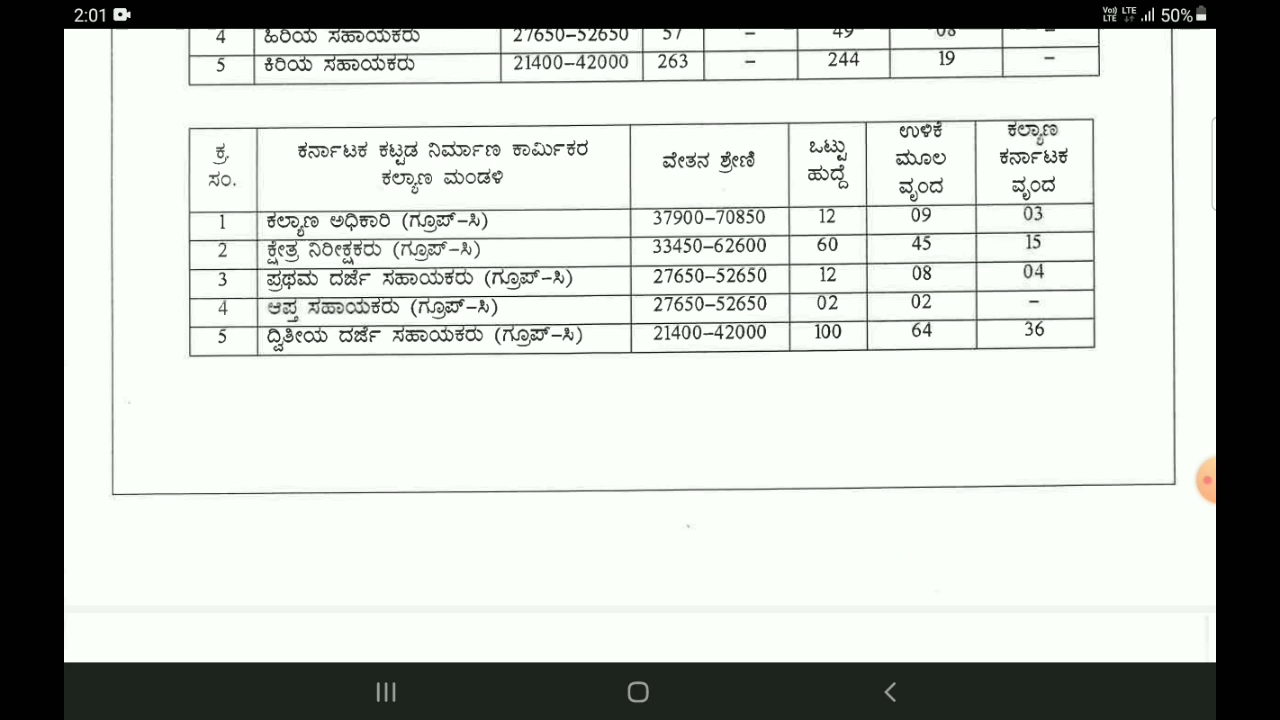 2:01 Vo) LTE LTE 50%
4 ಹಿರಿಯ ಸಹಾಯಕರು 27650-52650 57 - 49 08 -
5 ಕಿರಿಯ ಸಹಾಯಕರು 21400-42000 263 - 244 19 -
ಕ್ರ ಸಂ. ಕರ್ನಾಟಕ ಕಟ್ಟಡ ನಿರ್ಮಾಣ ಕಾರ್ಮಿಕರ ಕಲ್ಯಾಣ ಮಂಡಳಿ ವೇತನ ಶ್ರೇಣಿ ಒಟ್ಟು ಹುದ್ದೆ ಉಳಿಕೆ ಮೂಲ ವೃಂದ ಕಲ್ಯಾಣ ಕರ್ನಾಟಕ ವೃಂದ
1 ಕಲ್ಯಾಣ ಅಧಿಕಾರಿ (ಗ್ರೂಪ್-ಸಿ) 37900-70850 12 09 03
2 ಕ್ಷೇತ್ರ ನಿರೀಕ್ಷಕರು (ಗ್ರೂಪ್-ಸಿ) 33450-62600 60 45 15
3 ಪ್ರಥಮ ದರ್ಜೆ ಸಹಾಯಕರು (ಗ್ರೂಪ್-ಸಿ) 27650-52650 12 08 04
4 ಆಪ್ತ ಸಹಾಯಕರು (ಗ್ರೂಪ್-ಸಿ) 27650-52650 02 02 -
5 ದ್ವಿತೀಯ ದರ್ಜೆ ಸಹಾಯಕರು (ಗ್ರೂಪ್-ಸಿ) 21400-42000 100 64 36